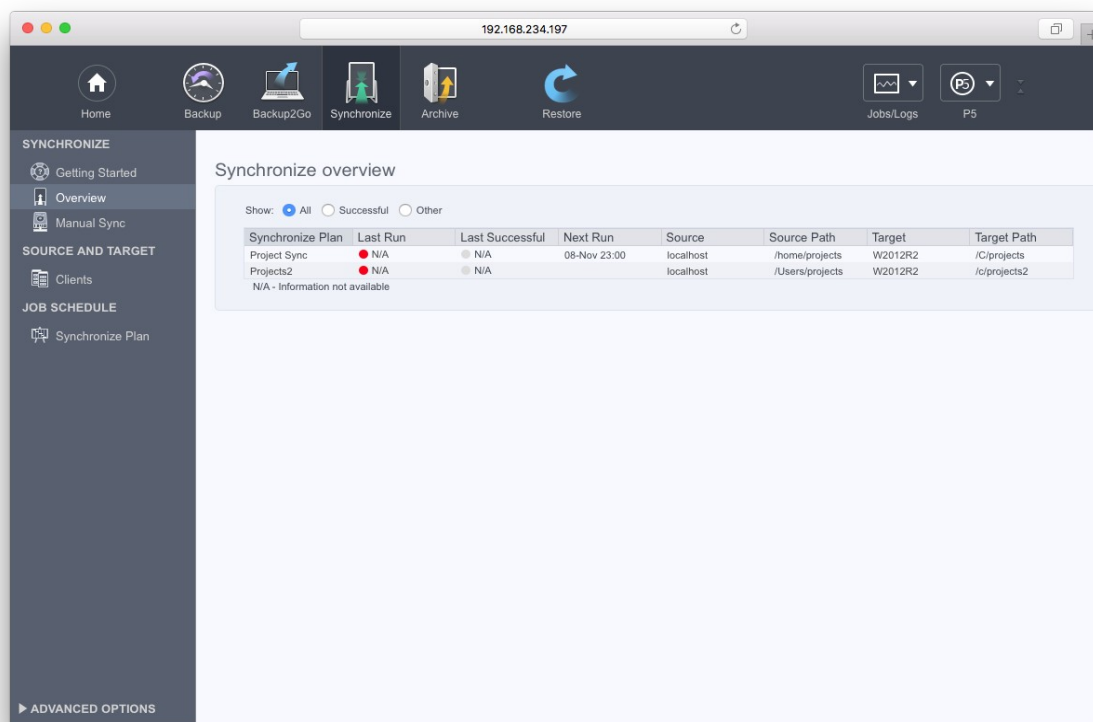 192.168.234.197
Home Backup Backup2Go Synchronize Archive Restore Jobs/Logs P5 P5
SYNCHRONIZE
Getting Started
Overview
Manual Sync
SOURCE AND TARGET
Clients
JOB SCHEDULE
Synchronize Plan
ADVANCED OPTIONS
Synchronize overview
Show: All Successful Other
Synchronize Plan Last Run Last Successful Next Run Source Source Path Target Target Path
Project Sync N/A N/A 08-Nov 23:00 localhost /home/projects W2012R2 /C/projects
Projects2 N/A N/A localhost /Users/projects W2012R2 /c/projects2
N/A - Information not available